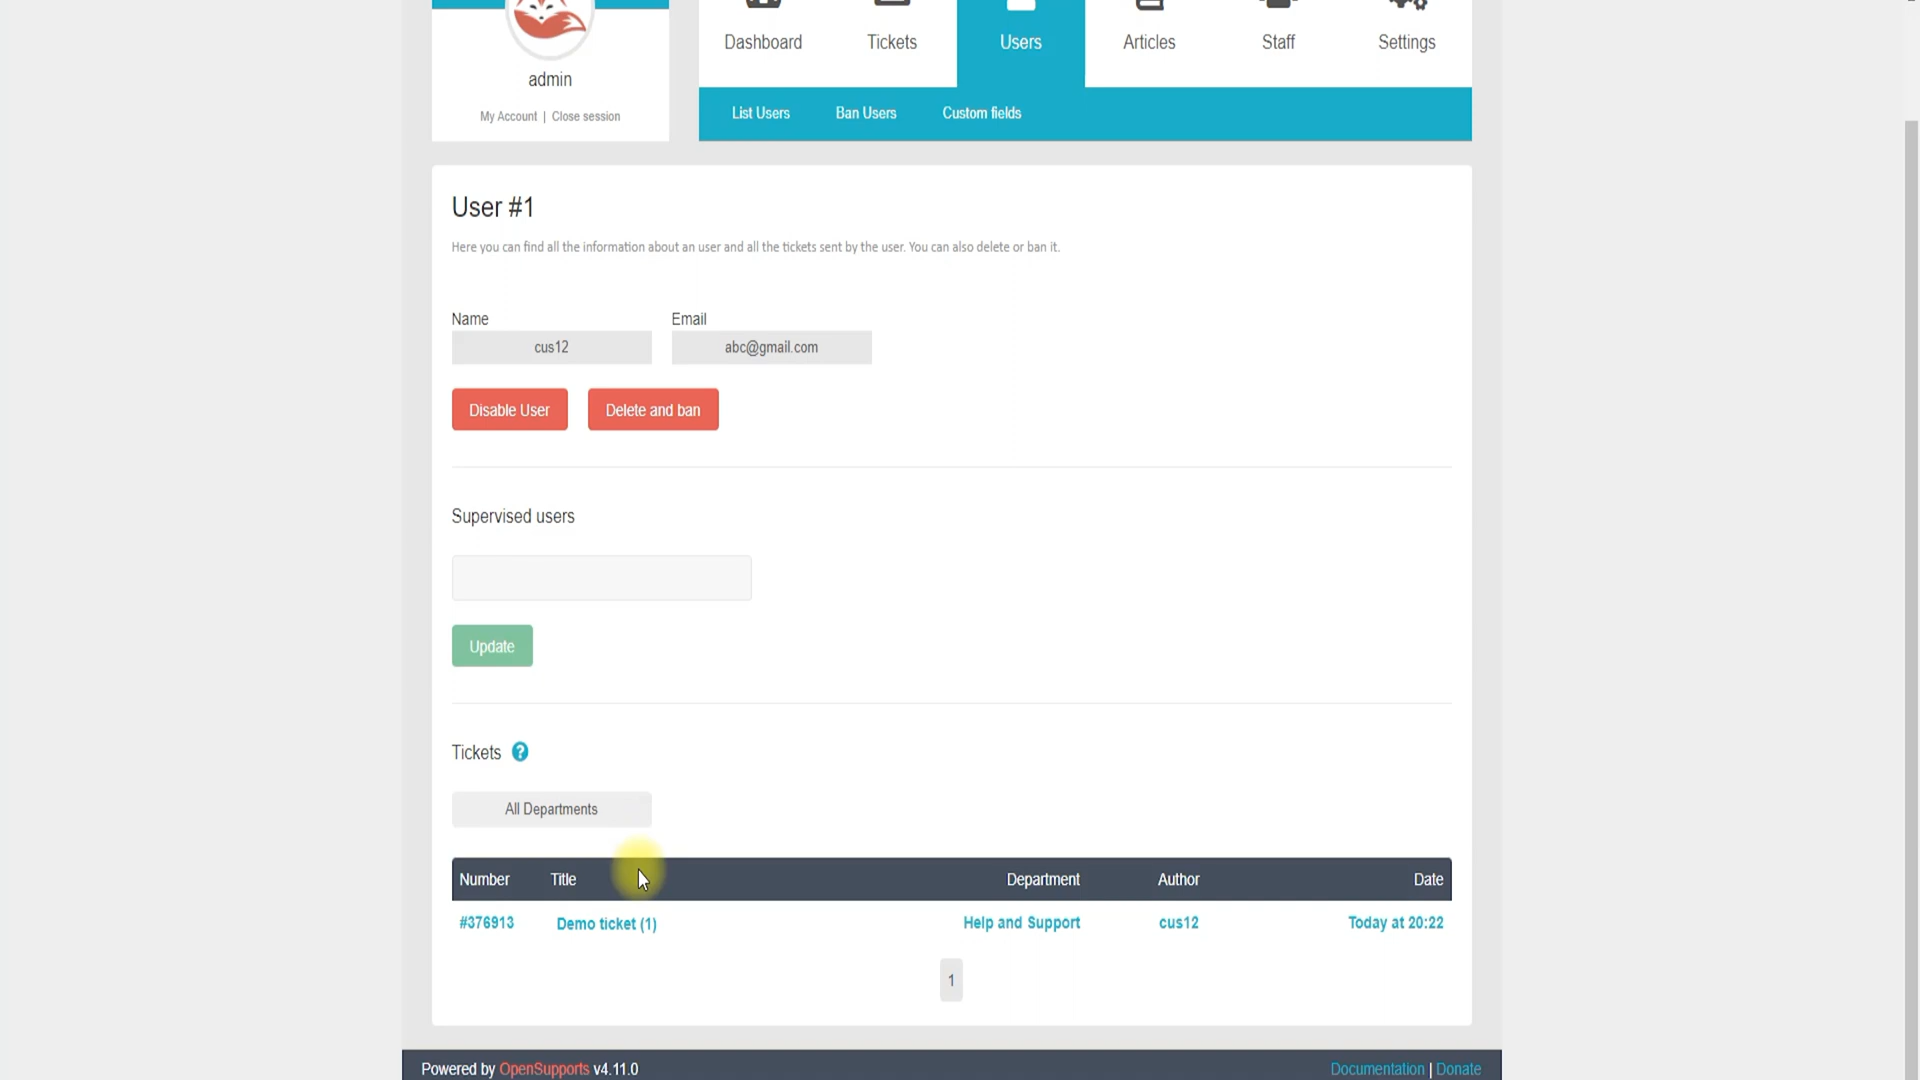 Dashboard
Tickets
Users
Articles
Staff
Settings
admin
My Account | Close session
List Users
Ban Users
Custom fields
User #1
Here you can find all the information about an user and all the tickets sent by the user. You can also delete or ban it.
Name
Email
cus12
abc@gmail.com
Disable User
Delete and ban
Supervised users
Update
Tickets ?
All Departments
Number Title Department Author Date
#376913 Demo ticket (1) Help and Support cus12 Today at 20:22
1
Powered by OpenSupports v4.11.0
Documentation | Donate